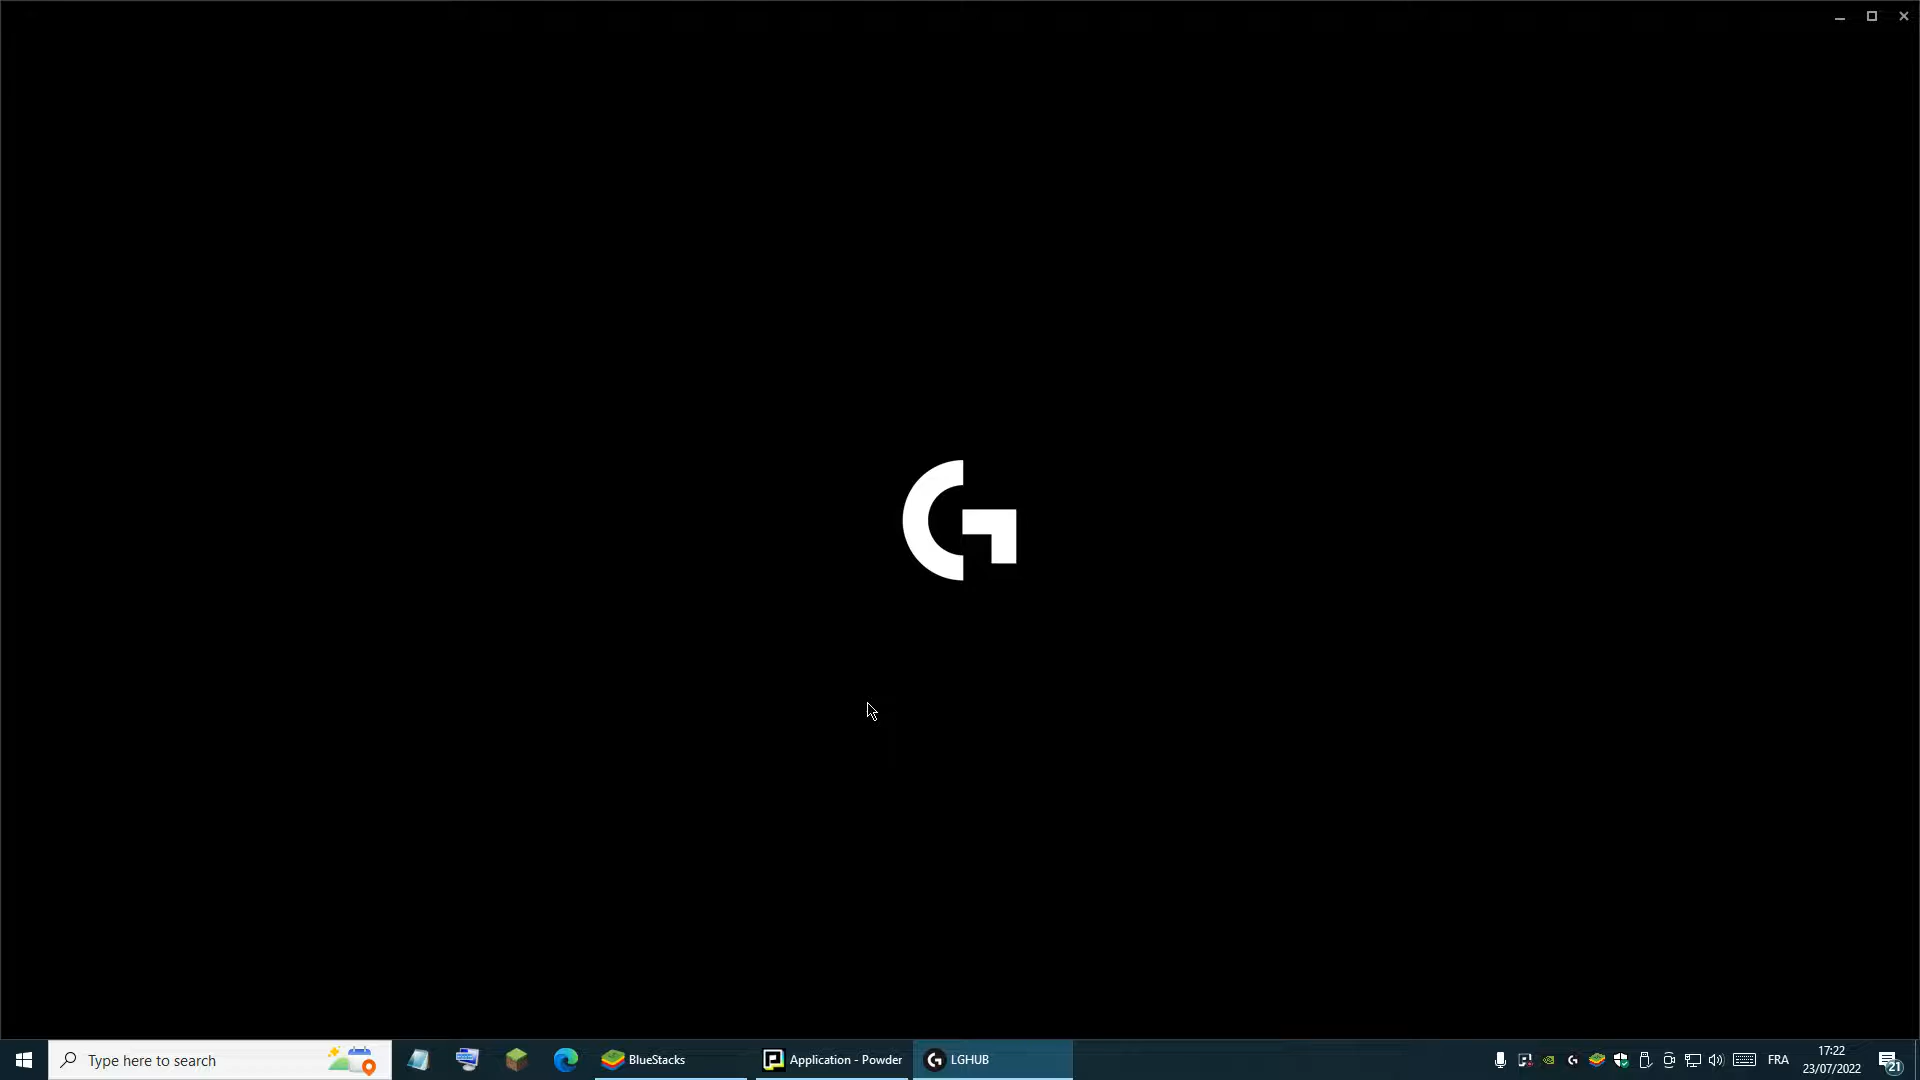 Type here to search
BlueStacks
Application - Powder
LGHUB
FRA
17:22
23/07/2022
21